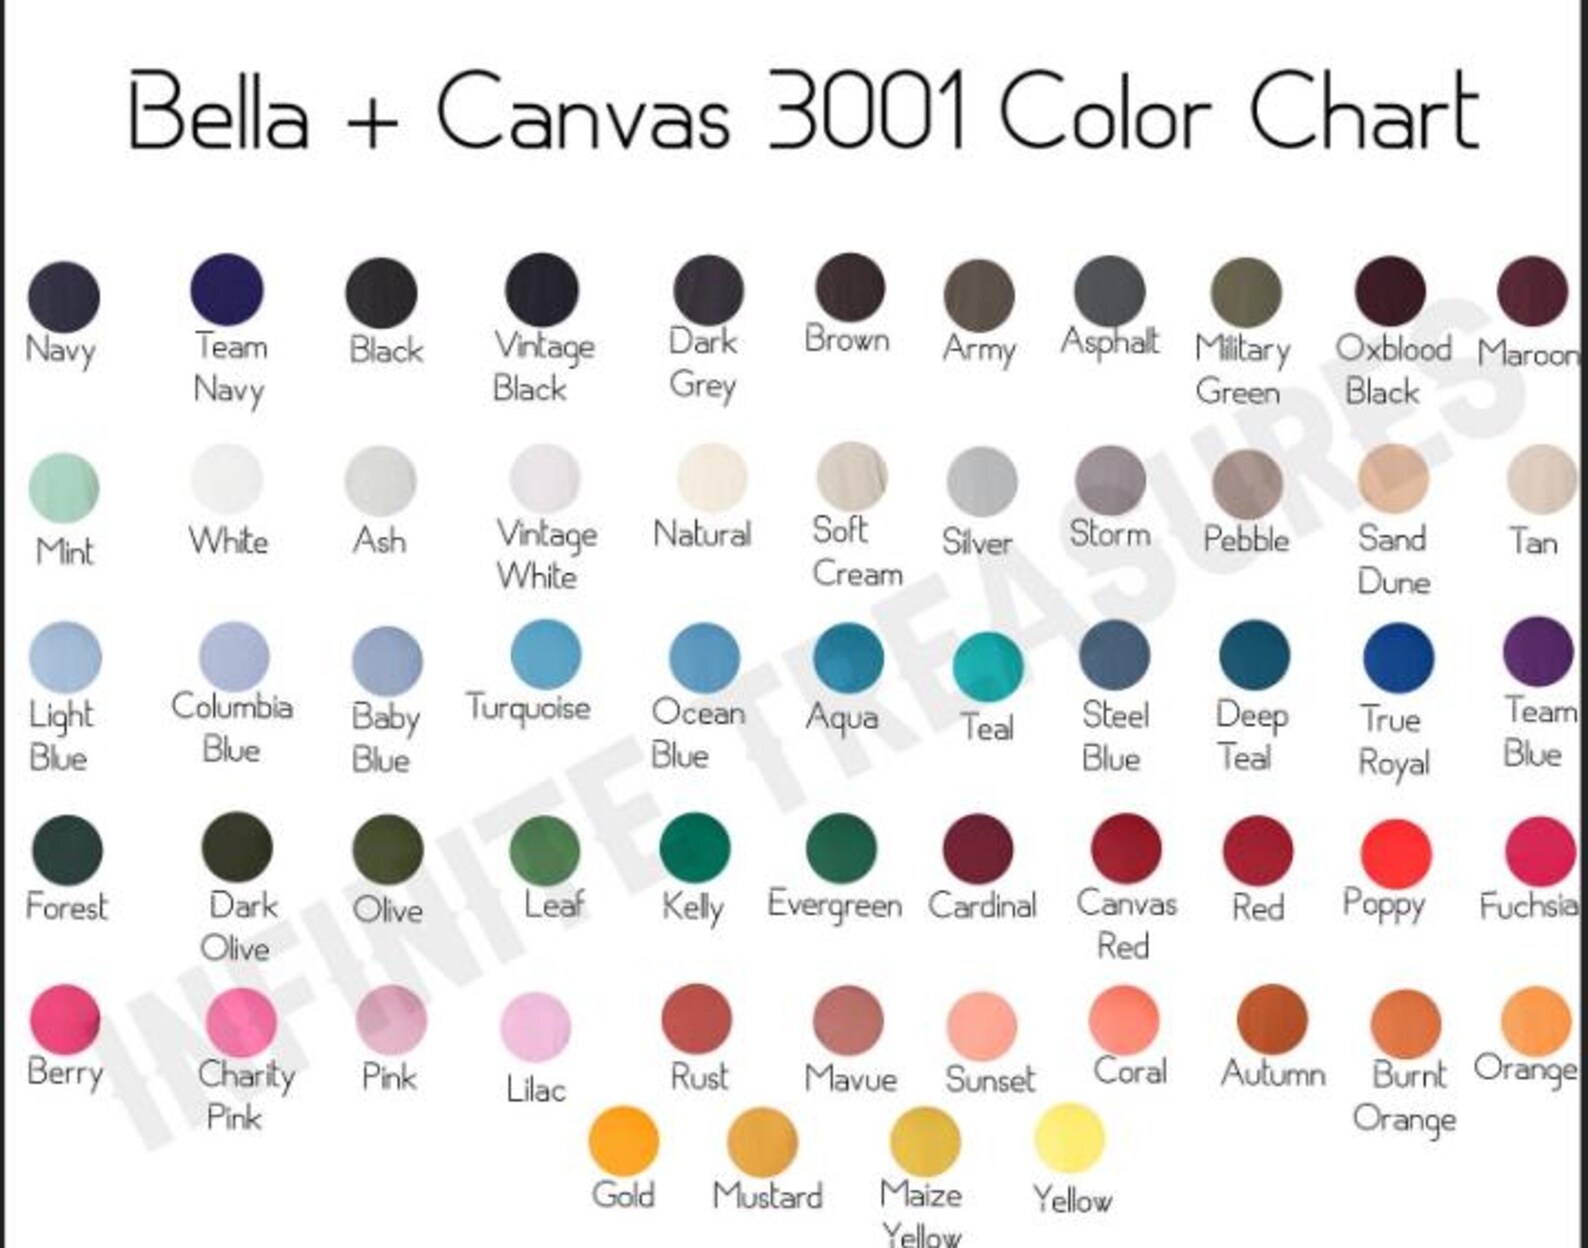 Bella + Canvas 3001 Color Chart
Navy
Team
Navy
Black
Vintage
Black
Dark
Grey
Brown
Army
Asphalt
Military
Green
Oxblood
Black
Maroon
Mint
White
Ash
Vintage
White
Natural
Soft
Cream
Silver
Storm
Pebble
Sand
Dune
Tan
Light
Blue
Columbia
Blue
Baby
Blue
Turquoise
Ocean
Blue
Aqua
Teal
Steel
Blue
Deep
Teal
True
Royal
Team
Blue
Forest
Dark
Olive
Olive
Leaf
Kelly
Evergreen
Cardinal
Canvas
Red
Red
Poppy
Fuchsia
Berry
Charity
Pink
Pink
Lilac
Rust
Mavue
Sunset
Coral
Autumn
Burnt
Orange
Orange
Gold
Mustard
Maize
Yellow
Yellow
INFINITE TREASURES